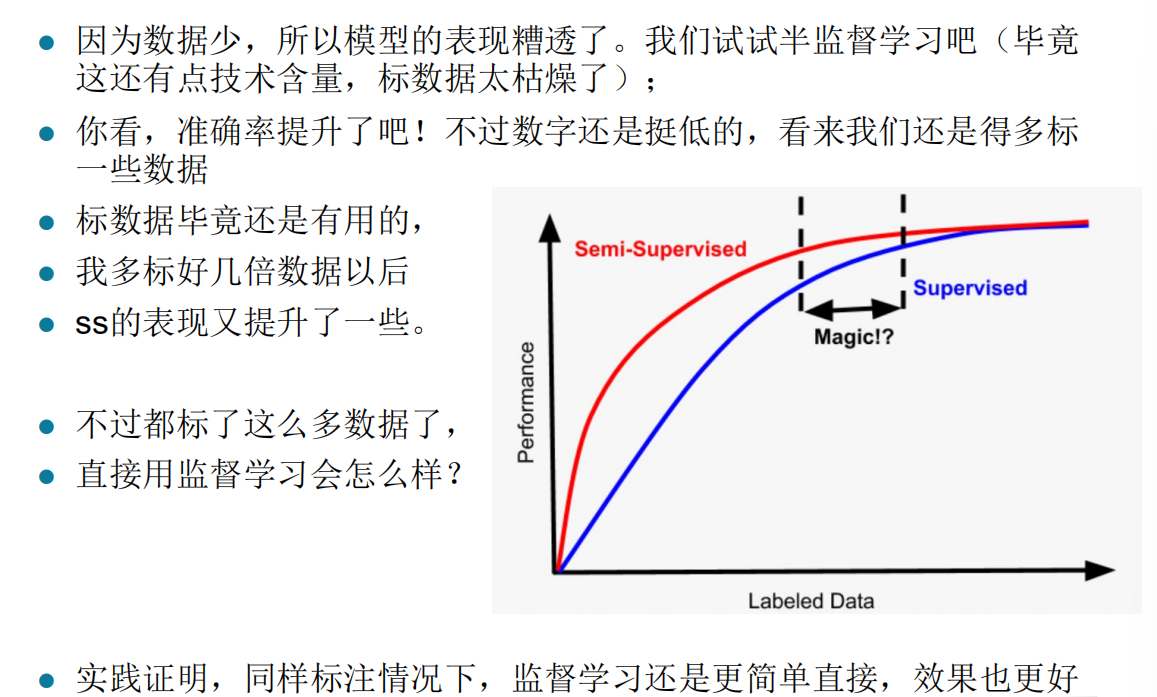 因为数据少，所以模型的表现糟透了。我们试试半监督学习吧（毕竟
这还有点技术含量，标数据太枯燥了）；
你看，准确率提升了吧！不过数字还是挺低的，看来我们还是得多标
一些数据
标数据毕竟还是有用的，
我多标好几倍数据以后
ss的表现又提升了一些。
不过都标了这么多数据了，
直接用监督学习会怎么样？
Semi-Supervised
Supervised
Magic!?
Performance
Labeled Data
实践证明，同样标注情况下，监督学习还是更简单直接，效果也更好